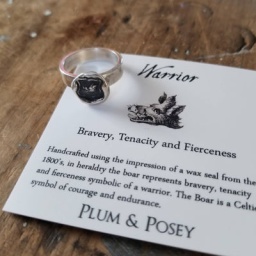 Warrior
Bravery, Tenacity and Fierceness
Handcrafted using the impression of a wax seal from the
1800's, in heraldry the boar represents bravery, tenacity
and fierceness symbolic of a warrior. The Boar is a Celtic
symbol of courage and endurance.
PLUM & POSEY